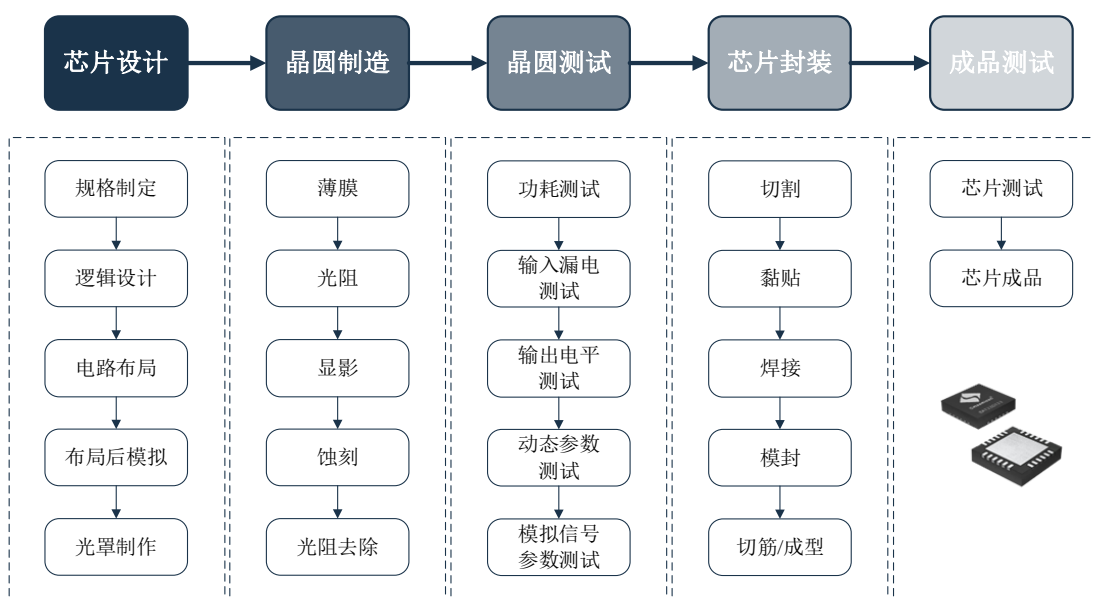 芯片设计
晶圆制造
晶圆测试
芯片封装
成品测试
规格制定
逻辑设计
电路布局
布局后模拟
光罩制作
薄膜
光阻
显影
蚀刻
光阻去除
功耗测试
输入漏电
测试
输出电平
测试
动态参数
测试
模拟信号
参数测试
切割
黏贴
焊接
模封
切筋/成型
芯片测试
芯片成品